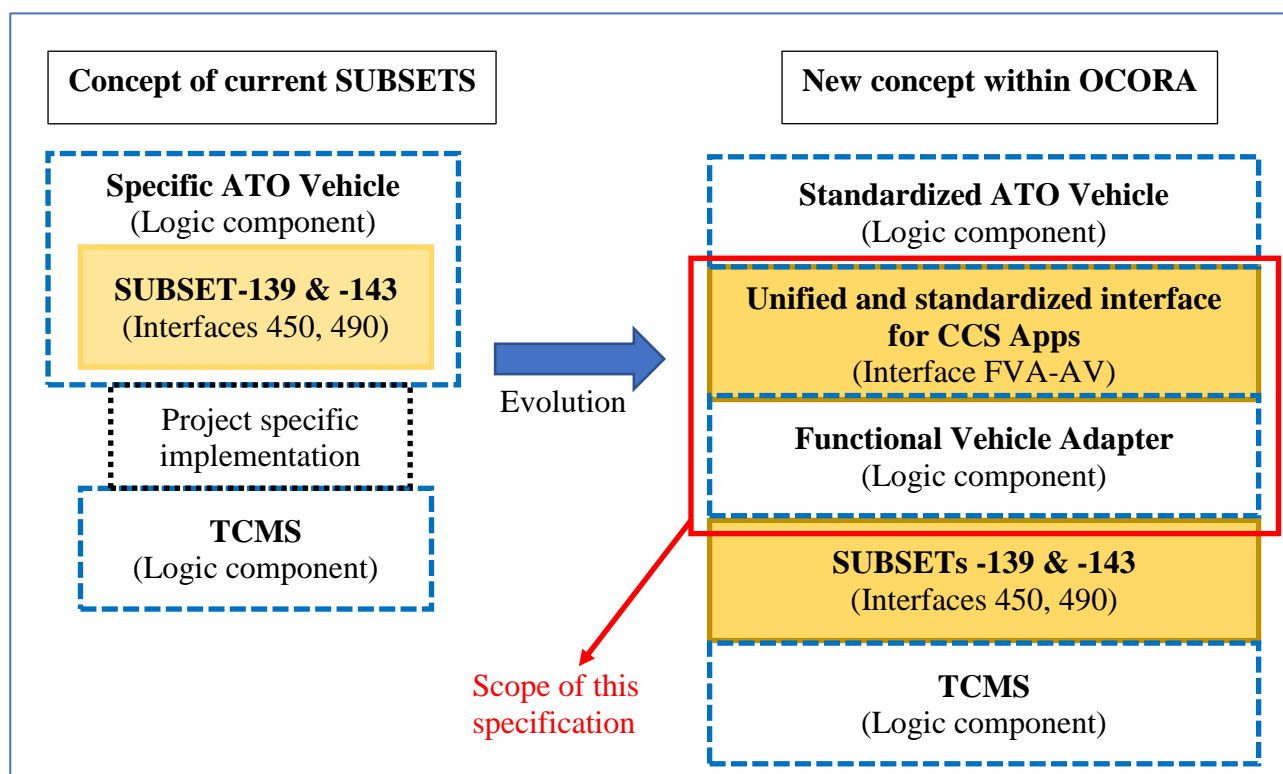 Concept of current SUBSETS
Specific ATO Vehicle
(Logic component)
SUBSET-139 & -143
(Interfaces 450, 490)
Project specific
implementation
TCMS
(Logic component)
Evolution
New concept within OCORA
Standardized ATO Vehicle
(Logic component)
Unified and standardized interface
for CCS Apps
(Interface FVA-AV)
Functional Vehicle Adapter
(Logic component)
SUBSETs -139 & -143
(Interfaces 450, 490)
TCMS
(Logic component)
Scope of this
specification